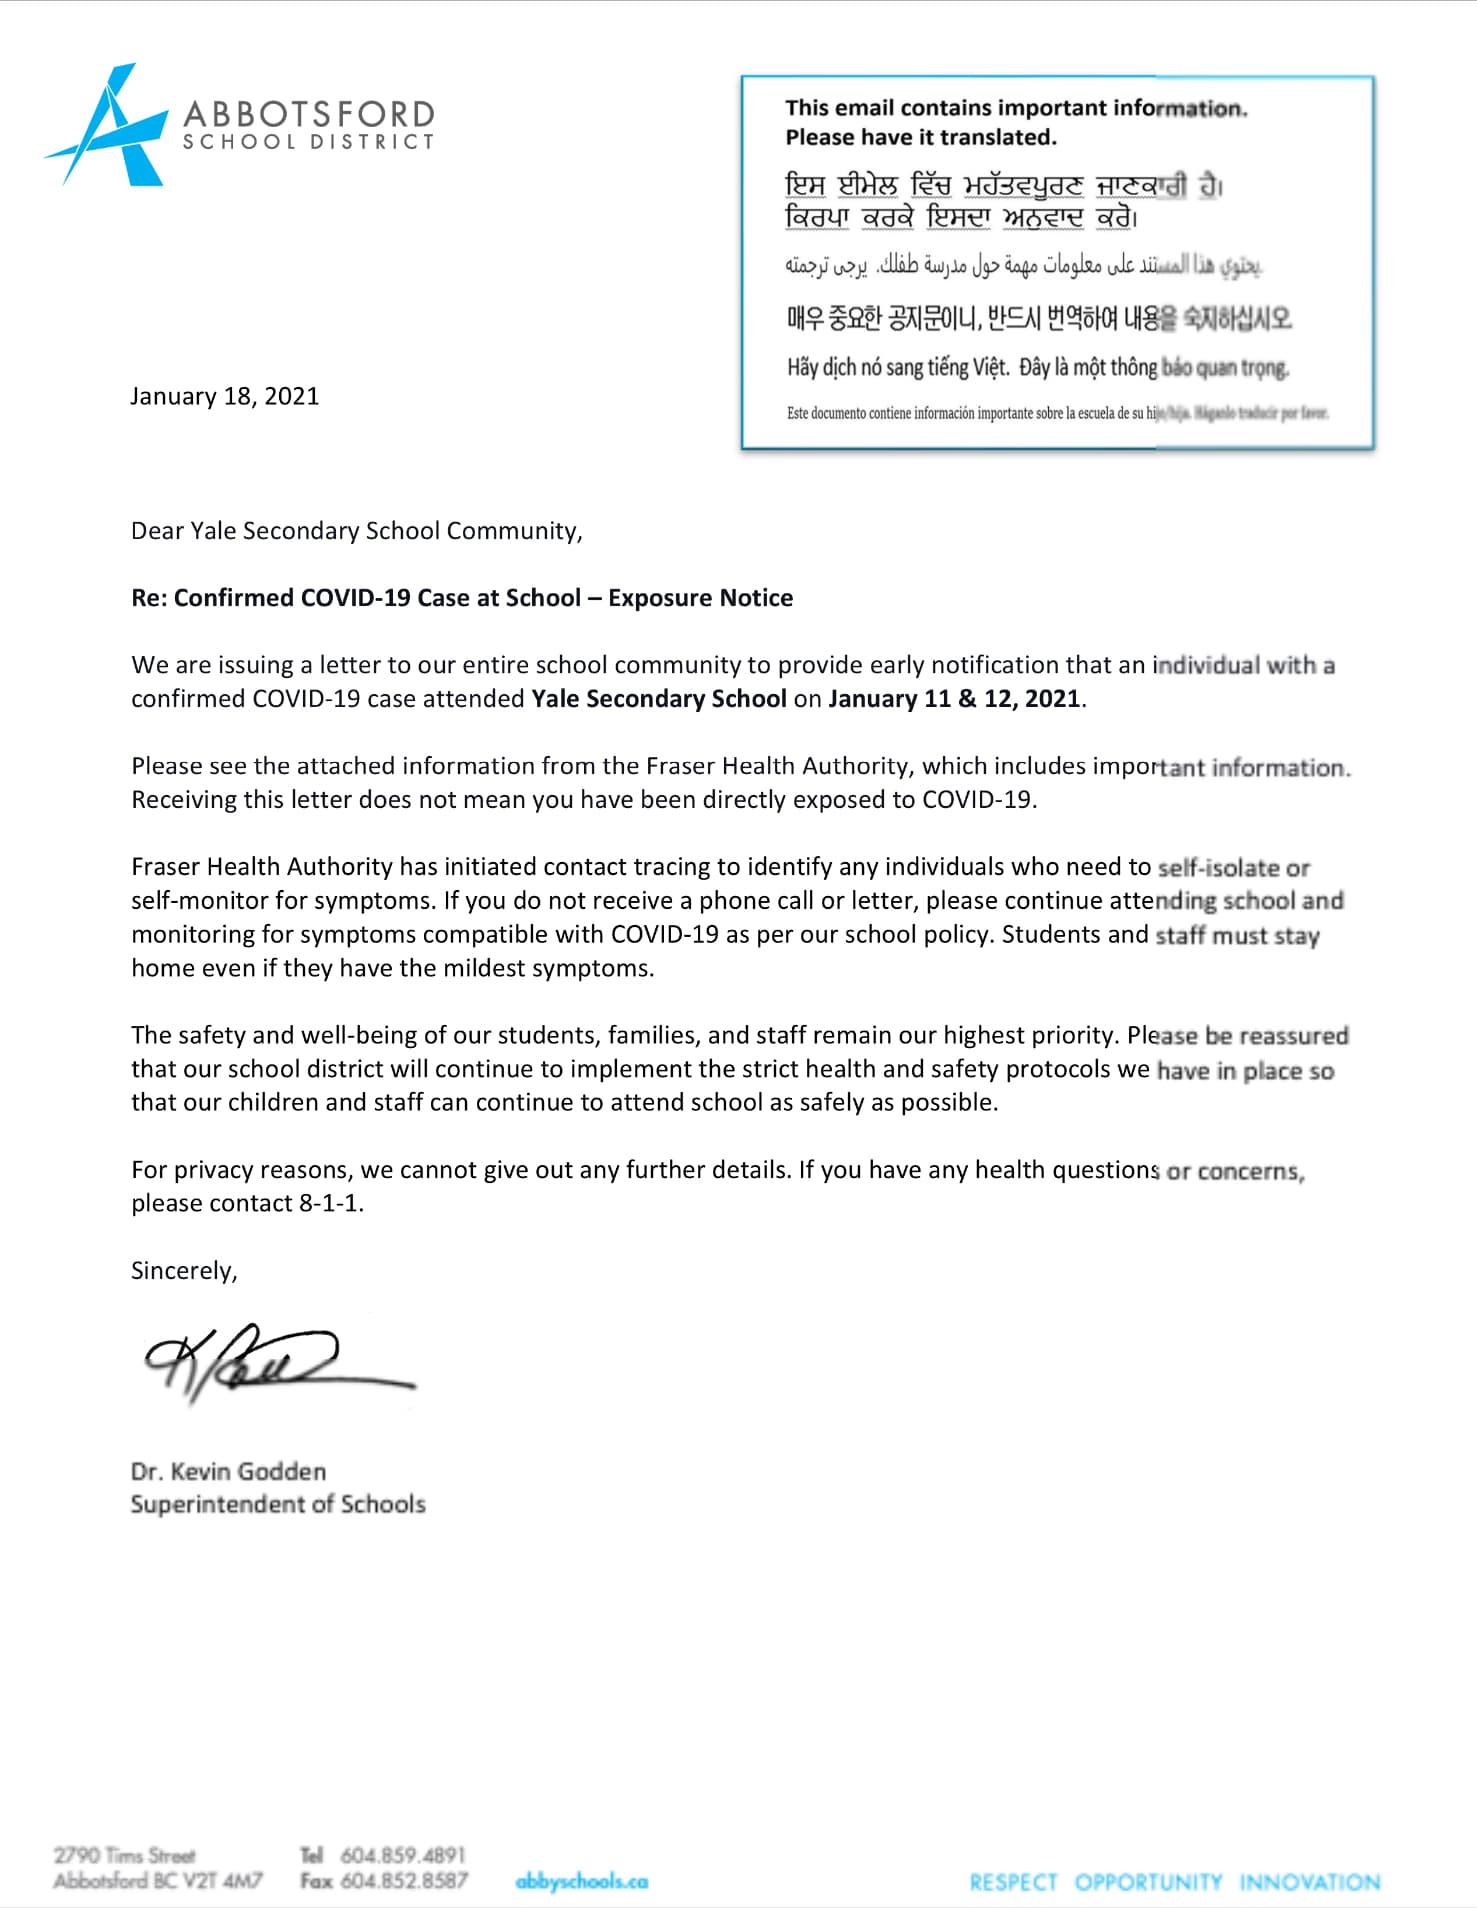 ABBOTSFORD
SCHOOL DISTRICT
This email contains important information.
Please have it translated.
ਇਸ ਈਮੇਲ ਵਿੱਚ ਮਹੱਤਵਪੂਰਣ ਜਾਣਕਾਰੀ ਹੈ।
ਕਿਰਪਾ ਕਰਕੇ ਇਸਦਾ ਅਨੁਵਾਦ ਕਰੋ।
يحتوي هذا المستند على معلومات مهمة حول مدرسة طفلك. يرجى ترجمته
매우 중요한 공지문이니, 반드시 번역하여 내용을 숙지하십시오
Hãy dịch nó sang tiếng Việt. Đây là một thông báo quan trọng.
Este documento contiene información importante sobre la escuela de su hijo/hija. Háganlo traducir por favor.
January 18, 2021
Dear Yale Secondary School Community,
Re: Confirmed COVID-19 Case at School – Exposure Notice
We are issuing a letter to our entire school community to provide early notification that an individual with a
confirmed COVID-19 case attended Yale Secondary School on January 11 & 12, 2021.
Please see the attached information from the Fraser Health Authority, which includes important information.
Receiving this letter does not mean you have been directly exposed to COVID-19.
Fraser Health Authority has initiated contact tracing to identify any individuals who need to self-isolate or
self-monitor for symptoms. If you do not receive a phone call or letter, please continue attending school and
monitoring for symptoms compatible with COVID-19 as per our school policy. Students and staff must stay
home even if they have the mildest symptoms.
The safety and well-being of our students, families, and staff remain our highest priority. Please be reassured
that our school district will continue to implement the strict health and safety protocols we have in place so
that our children and staff can continue to attend school as safely as possible.
For privacy reasons, we cannot give out any further details. If you have any health questions or concerns,
please contact 8-1-1.
Sincerely,
Dr. Kevin Godden
Superintendent of Schools
2790 Tims Street
Abbotsford BC V2T 4M7
Tel 604.859.4891
Fax 604.852.8587
abbyschools.ca
RESPECT OPPORTUNITY INNOVATION